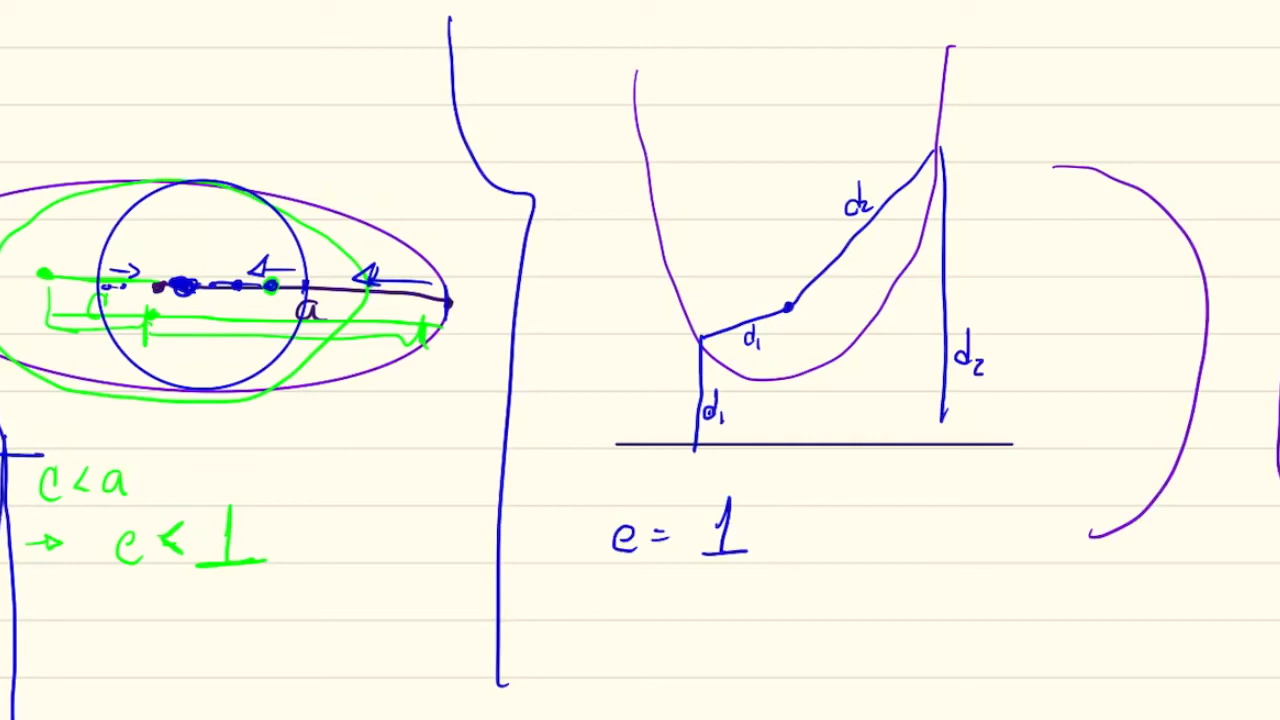 a
c
c < a
→ e < 1
d₂
d₁
d₁
d₂
e = 1